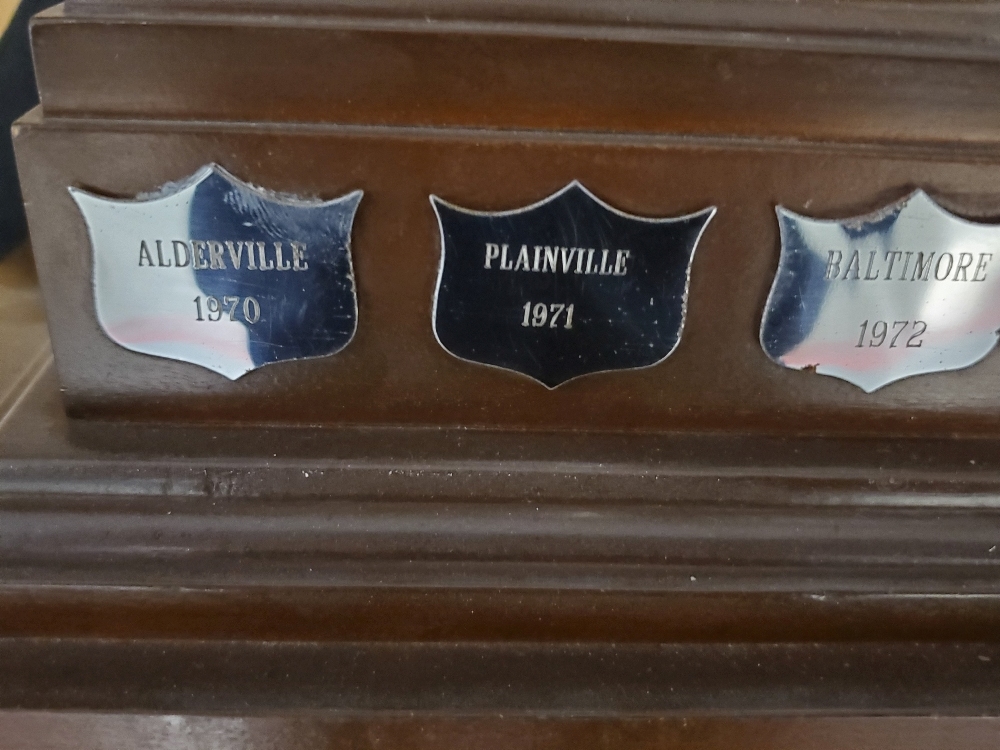 ALDERVILLE
1970
PLAINVILLE
1971
BALTIMORE
1972